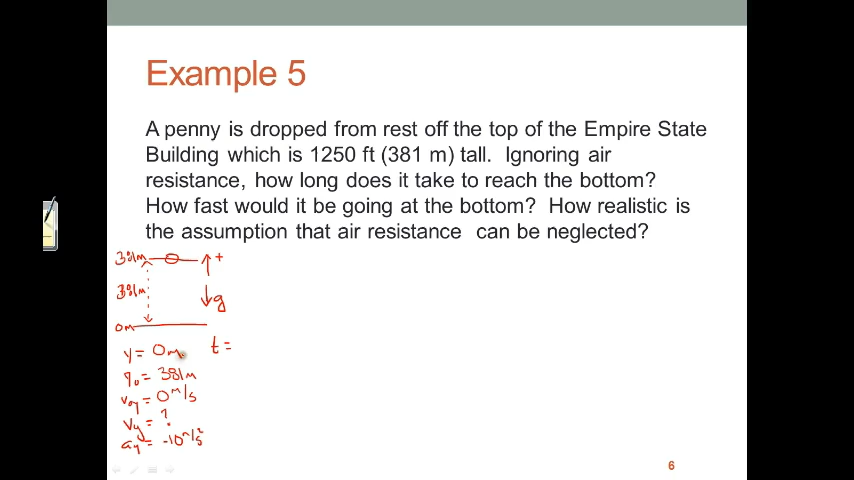 Example 5
A penny is dropped from rest off the top of the Empire State
Building which is 1250 ft (381 m) tall. Ignoring air
resistance, how long does it take to reach the bottom?
How fast would it be going at the bottom? How realistic is
the assumption that air resistance can be neglected?
381m
+
381m
g
0m
y = 0m
t =
y₀ = 381m
v₀y = 0 m/s
vy = ?
ay = -10 m/s²
6